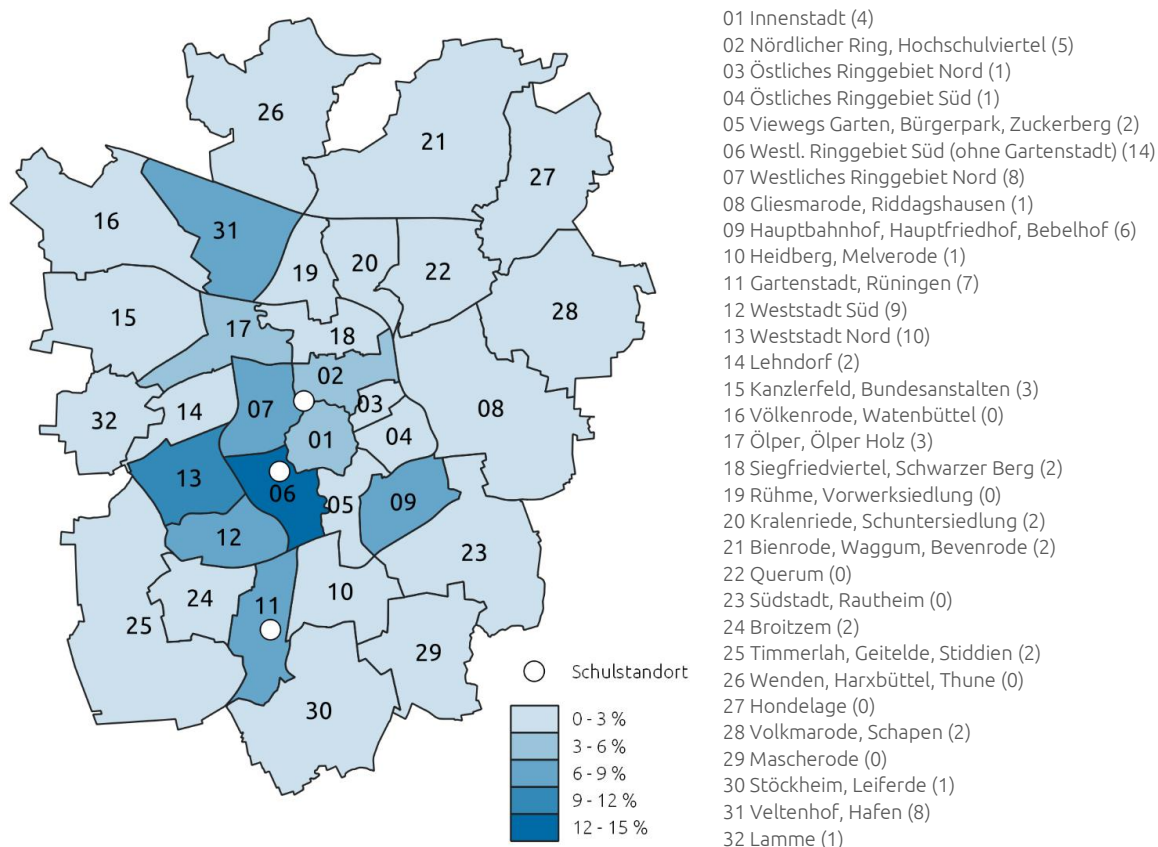 01 Innenstadt (4)
02 Nördlicher Ring, Hochschulviertel (5)
03 Östliches Ringgebiet Nord (1)
04 Östliches Ringgebiet Süd (1)
05 Viewegs Garten, Bürgerpark, Zuckerberg (2)
06 Westl. Ringgebiet Süd (ohne Gartenstadt) (14)
07 Westliches Ringgebiet Nord (8)
08 Gliesmarode, Riddagshausen (1)
09 Hauptbahnhof, Hauptfriedhof, Bebelhof (6)
10 Heidberg, Melverode (1)
11 Gartenstadt, Rüningen (7)
12 Weststadt Süd (9)
13 Weststadt Nord (10)
14 Lehndorf (2)
15 Kanzlerfeld, Bundesanstalten (3)
16 Völkenrode, Watenbüttel (0)
17 Ölper, Ölper Holz (3)
18 Siegfriedviertel, Schwarzer Berg (2)
19 Rühme, Vorwerksiedlung (0)
20 Kralenriede, Schuntersiedlung (2)
21 Bienrode, Waggum, Bevenrode (2)
22 Querum (0)
23 Südstadt, Rautheim (0)
24 Broitzem (2)
25 Timmerlah, Geitelde, Stiddien (2)
26 Wenden, Harxbüttel, Thune (0)
27 Hondelage (0)
28 Volkmarode, Schapen (2)
29 Mascherode (0)
30 Stöckheim, Leiferde (1)
31 Veltenhof, Hafen (8)
32 Lamme (1)
26
21
27
16
31
19
20
22
28
15
17
18
02
32
14
07
03
08
01
04
13
06
05
09
12
23
24
11
10
25
29
30
Schulstandort
0 - 3 %
3 - 6 %
6 - 9 %
9 - 12 %
12 - 15 %